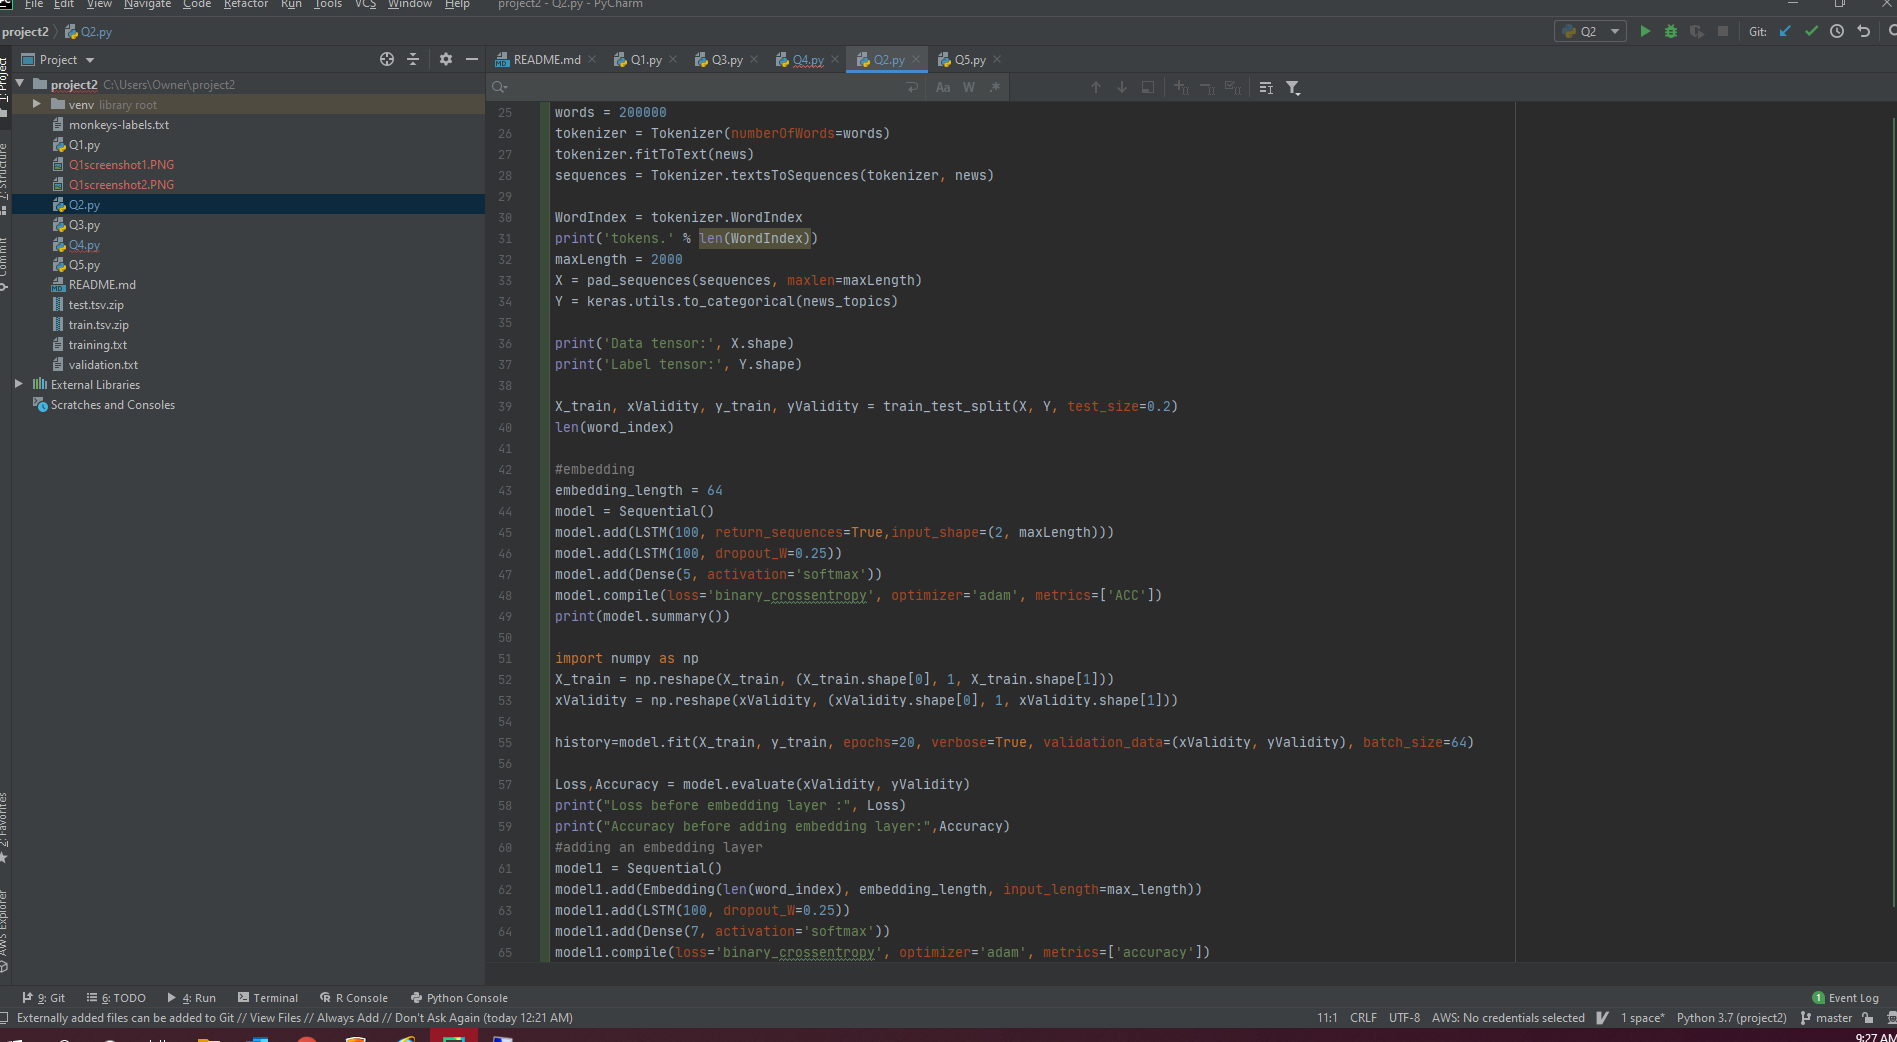 File Edit View Navigate Code Refactor Run Tools VCS Window Help project2 - Q2.py - PyCharm
project2 Q2.py Q2 Git:
Project README.md Q1.py Q3.py Q4.py Q2.py Q5.py
1: Project
project2 C:\Users\Owner\project2
venv library root
monkeys-labels.txt
Q1.py
Q1screenshot1.PNG
Q1screenshot2.PNG
Q2.py
Q3.py
Q4.py
Q5.py
README.md
test.tsv.zip
train.tsv.zip
training.txt
validation.txt
External Libraries
Scratches and Consoles
Z: Structure
Commit
2: Favorites
AWS Explorer
Aa W .*
25 words = 200000
26 tokenizer = Tokenizer(numberOfWords=words)
27 tokenizer.fitToText(news)
28 sequences = Tokenizer.textsToSequences(tokenizer, news)
29
30 WordIndex = tokenizer.WordIndex
31 print('tokens.' % len(WordIndex))
32 maxLength = 2000
33 X = pad_sequences(sequences, maxlen=maxLength)
34 Y = keras.utils.to_categorical(news_topics)
35
36 print('Data tensor:', X.shape)
37 print('Label tensor:', Y.shape)
38
39 X_train, xValidity, y_train, yValidity = train_test_split(X, Y, test_size=0.2)
40 len(word_index)
41
42 #embedding
43 embedding_length = 64
44 model = Sequential()
45 model.add(LSTM(100, return_sequences=True,input_shape=(2, maxLength)))
46 model.add(LSTM(100, dropout_W=0.25))
47 model.add(Dense(5, activation='softmax'))
48 model.compile(loss='binary_crossentropy', optimizer='adam', metrics=['ACC'])
49 print(model.summary())
50
51 import numpy as np
52 X_train = np.reshape(X_train, (X_train.shape[0], 1, X_train.shape[1]))
53 xValidity = np.reshape(xValidity, (xValidity.shape[0], 1, xValidity.shape[1]))
54
55 history=model.fit(X_train, y_train, epochs=20, verbose=True, validation_data=(xValidity, yValidity), batch_size=64)
56
57 Loss,Accuracy = model.evaluate(xValidity, yValidity)
58 print("Loss before embedding layer :", Loss)
59 print("Accuracy before adding embedding layer:",Accuracy)
60 #adding an embedding layer
61 model1 = Sequential()
62 model1.add(Embedding(len(word_index), embedding_length, input_length=max_length))
63 model1.add(LSTM(100, dropout_W=0.25))
64 model1.add(Dense(7, activation='softmax'))
65 model1.compile(loss='binary_crossentropy', optimizer='adam', metrics=['accuracy'])
9: Git 6: TODO 4: Run Terminal R Console Python Console 1 Event Log
Externally added files can be added to Git // View Files // Always Add // Don't Ask Again (today 12:21 AM) 11:1 CRLF UTF-8 AWS: No credentials selected 1 space* Python 3.7 (project2) master
9:27 AM